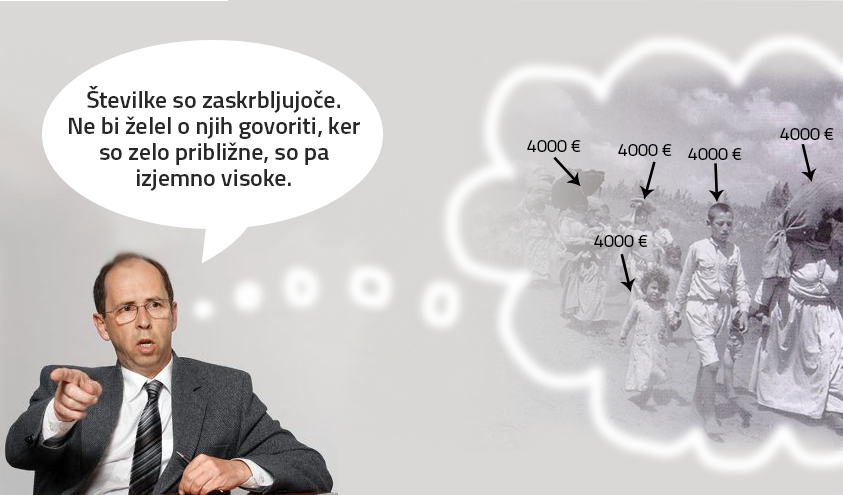 Številke so zaskrbljujoče.
Ne bi želel o njih govoriti, ker
so zelo približne, so pa
izjemno visoke.
4000 €
4000 €
4000 €
4000 €
4000 €